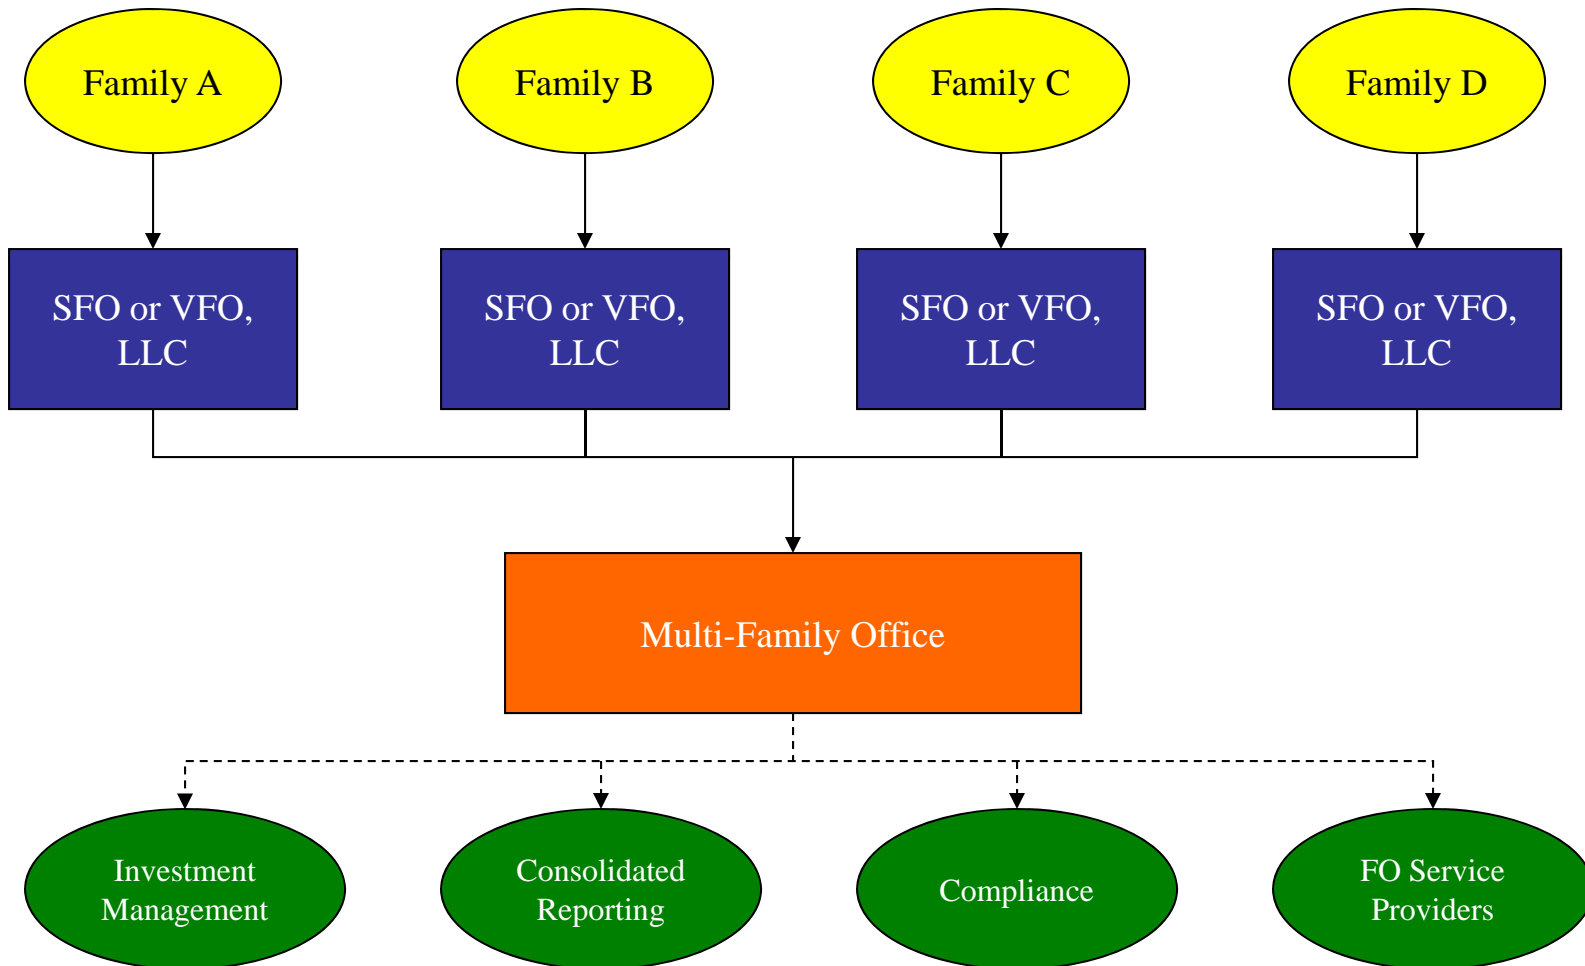 Family A
Family B
Family C
Family D
SFO or VFO,
LLC
SFO or VFO,
LLC
SFO or VFO,
LLC
SFO or VFO,
LLC
Multi-Family Office
Investment
Management
Consolidated
Reporting
Compliance
FO Service
Providers